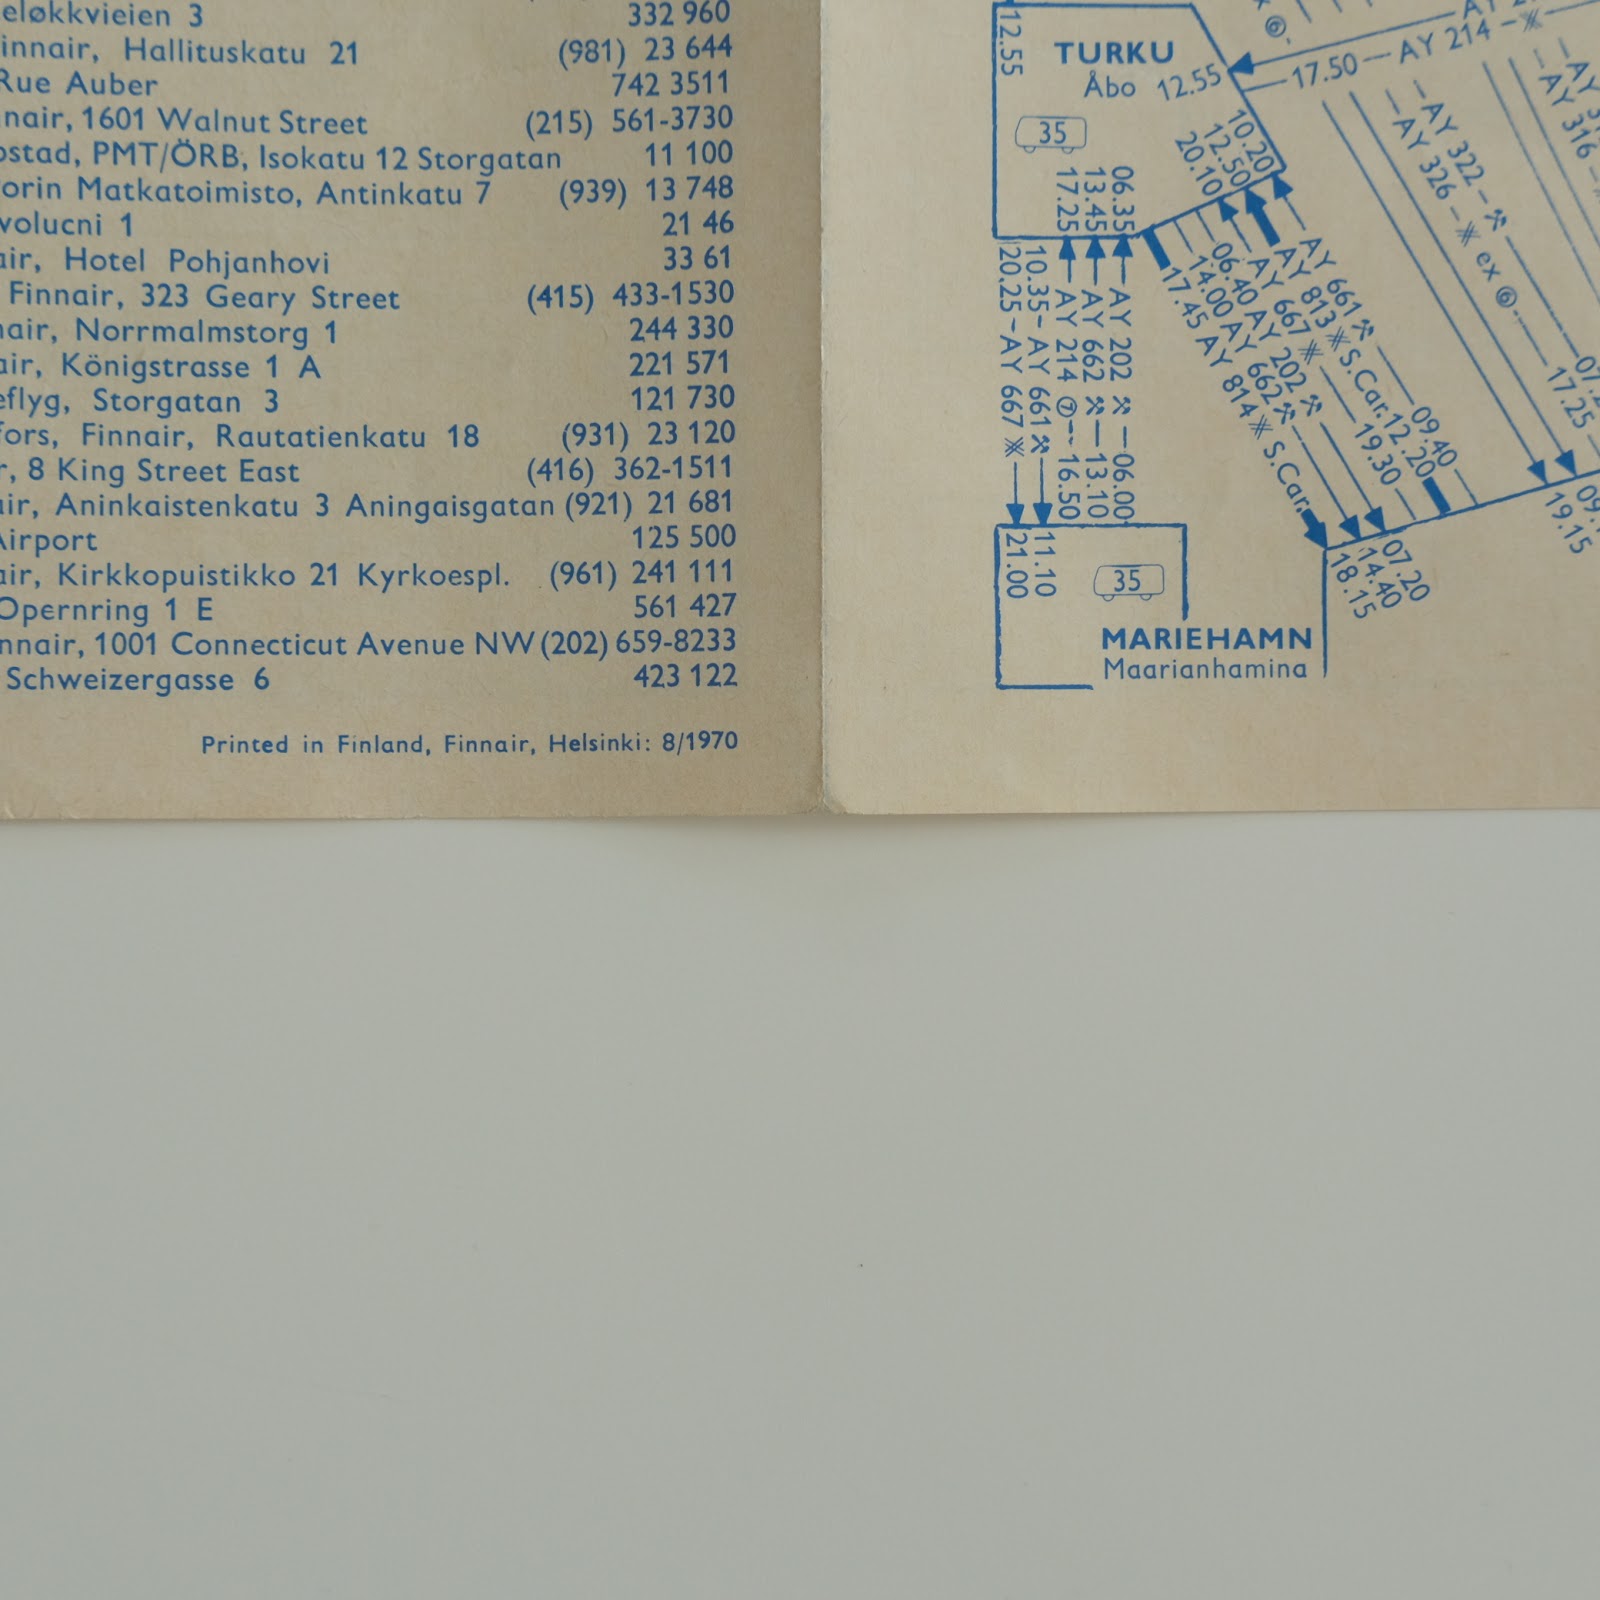 eløkkvieien 3 332 960
innair, Hallituskatu 21 (981) 23 644
Rue Auber 742 3511
nair, 1601 Walnut Street (215) 561-3730
ostad, PMT/ÖRB, Isokatu 12 Storgatan 11 100
orin Matkatoimisto, Antinkatu 7 (939) 13 748
volucni 1 21 46
air, Hotel Pohjanhovi 33 61
Finnair, 323 Geary Street (415) 433-1530
nair, Norrmalmstorg 1 244 330
air, Königstrasse 1 A 221 571
eflyg, Storgatan 3 121 730
fors, Finnair, Rautatienkatu 18 (931) 23 120
r, 8 King Street East (416) 362-1511
air, Aninkaistenkatu 3 Aningaisgatan (921) 21 681
Airport 125 500
air, Kirkkopuistikko 21 Kyrkoespl. (961) 241 111
Opernring 1 E 561 427
innair, 1001 Connecticut Avenue NW (202) 659-8233
Schweizergasse 6 423 122
Printed in Finland, Finnair, Helsinki: 8/1970
12.55
TURKU
Åbo 12.55
35
17.50 — AY 214
10.20
12.50
20.10
06.35
13.45
17.25
AY 202 ⚒ — 06.00
AY 662 ⚒ — 13.10
AY 214 ⑦ — 16.50
10.35 - AY 661 ⚒
20.25 - AY 667
11.10
21.00
AY 661 ⚒ — 09.40
AY 813 S.Car. 12.20
AY 667 — 19.30
06.40 AY 202 ⚒
14.00 AY 662 ⚒
17.45 AY 814 S.Car.
07.20
14.40
18.15
AY 322 — ⚒
AY 326 — ex ⑥
AY 316
17.25
19.15
35
MARIEHAMN
Maarianhamina